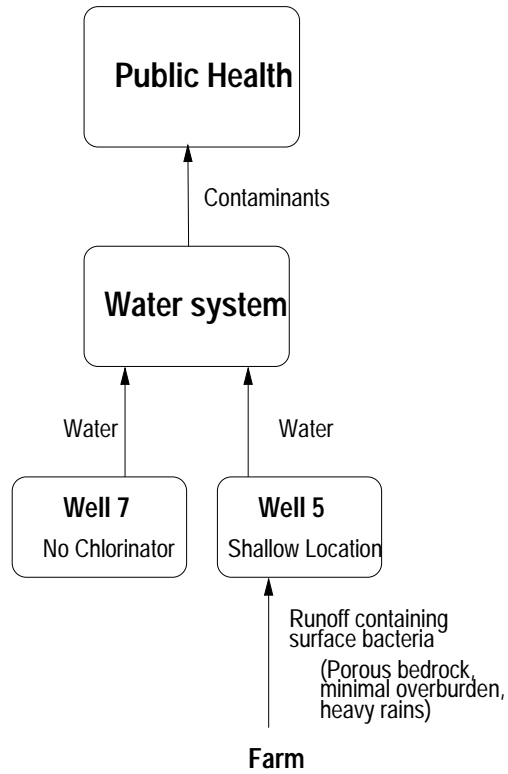 Public Health
Contaminants
Water system
Water
Water
Well 7
No Chlorinator
Well 5
Shallow Location
Runoff containing
surface bacteria
(Porous bedrock,
minimal overburden,
heavy rains)
Farm